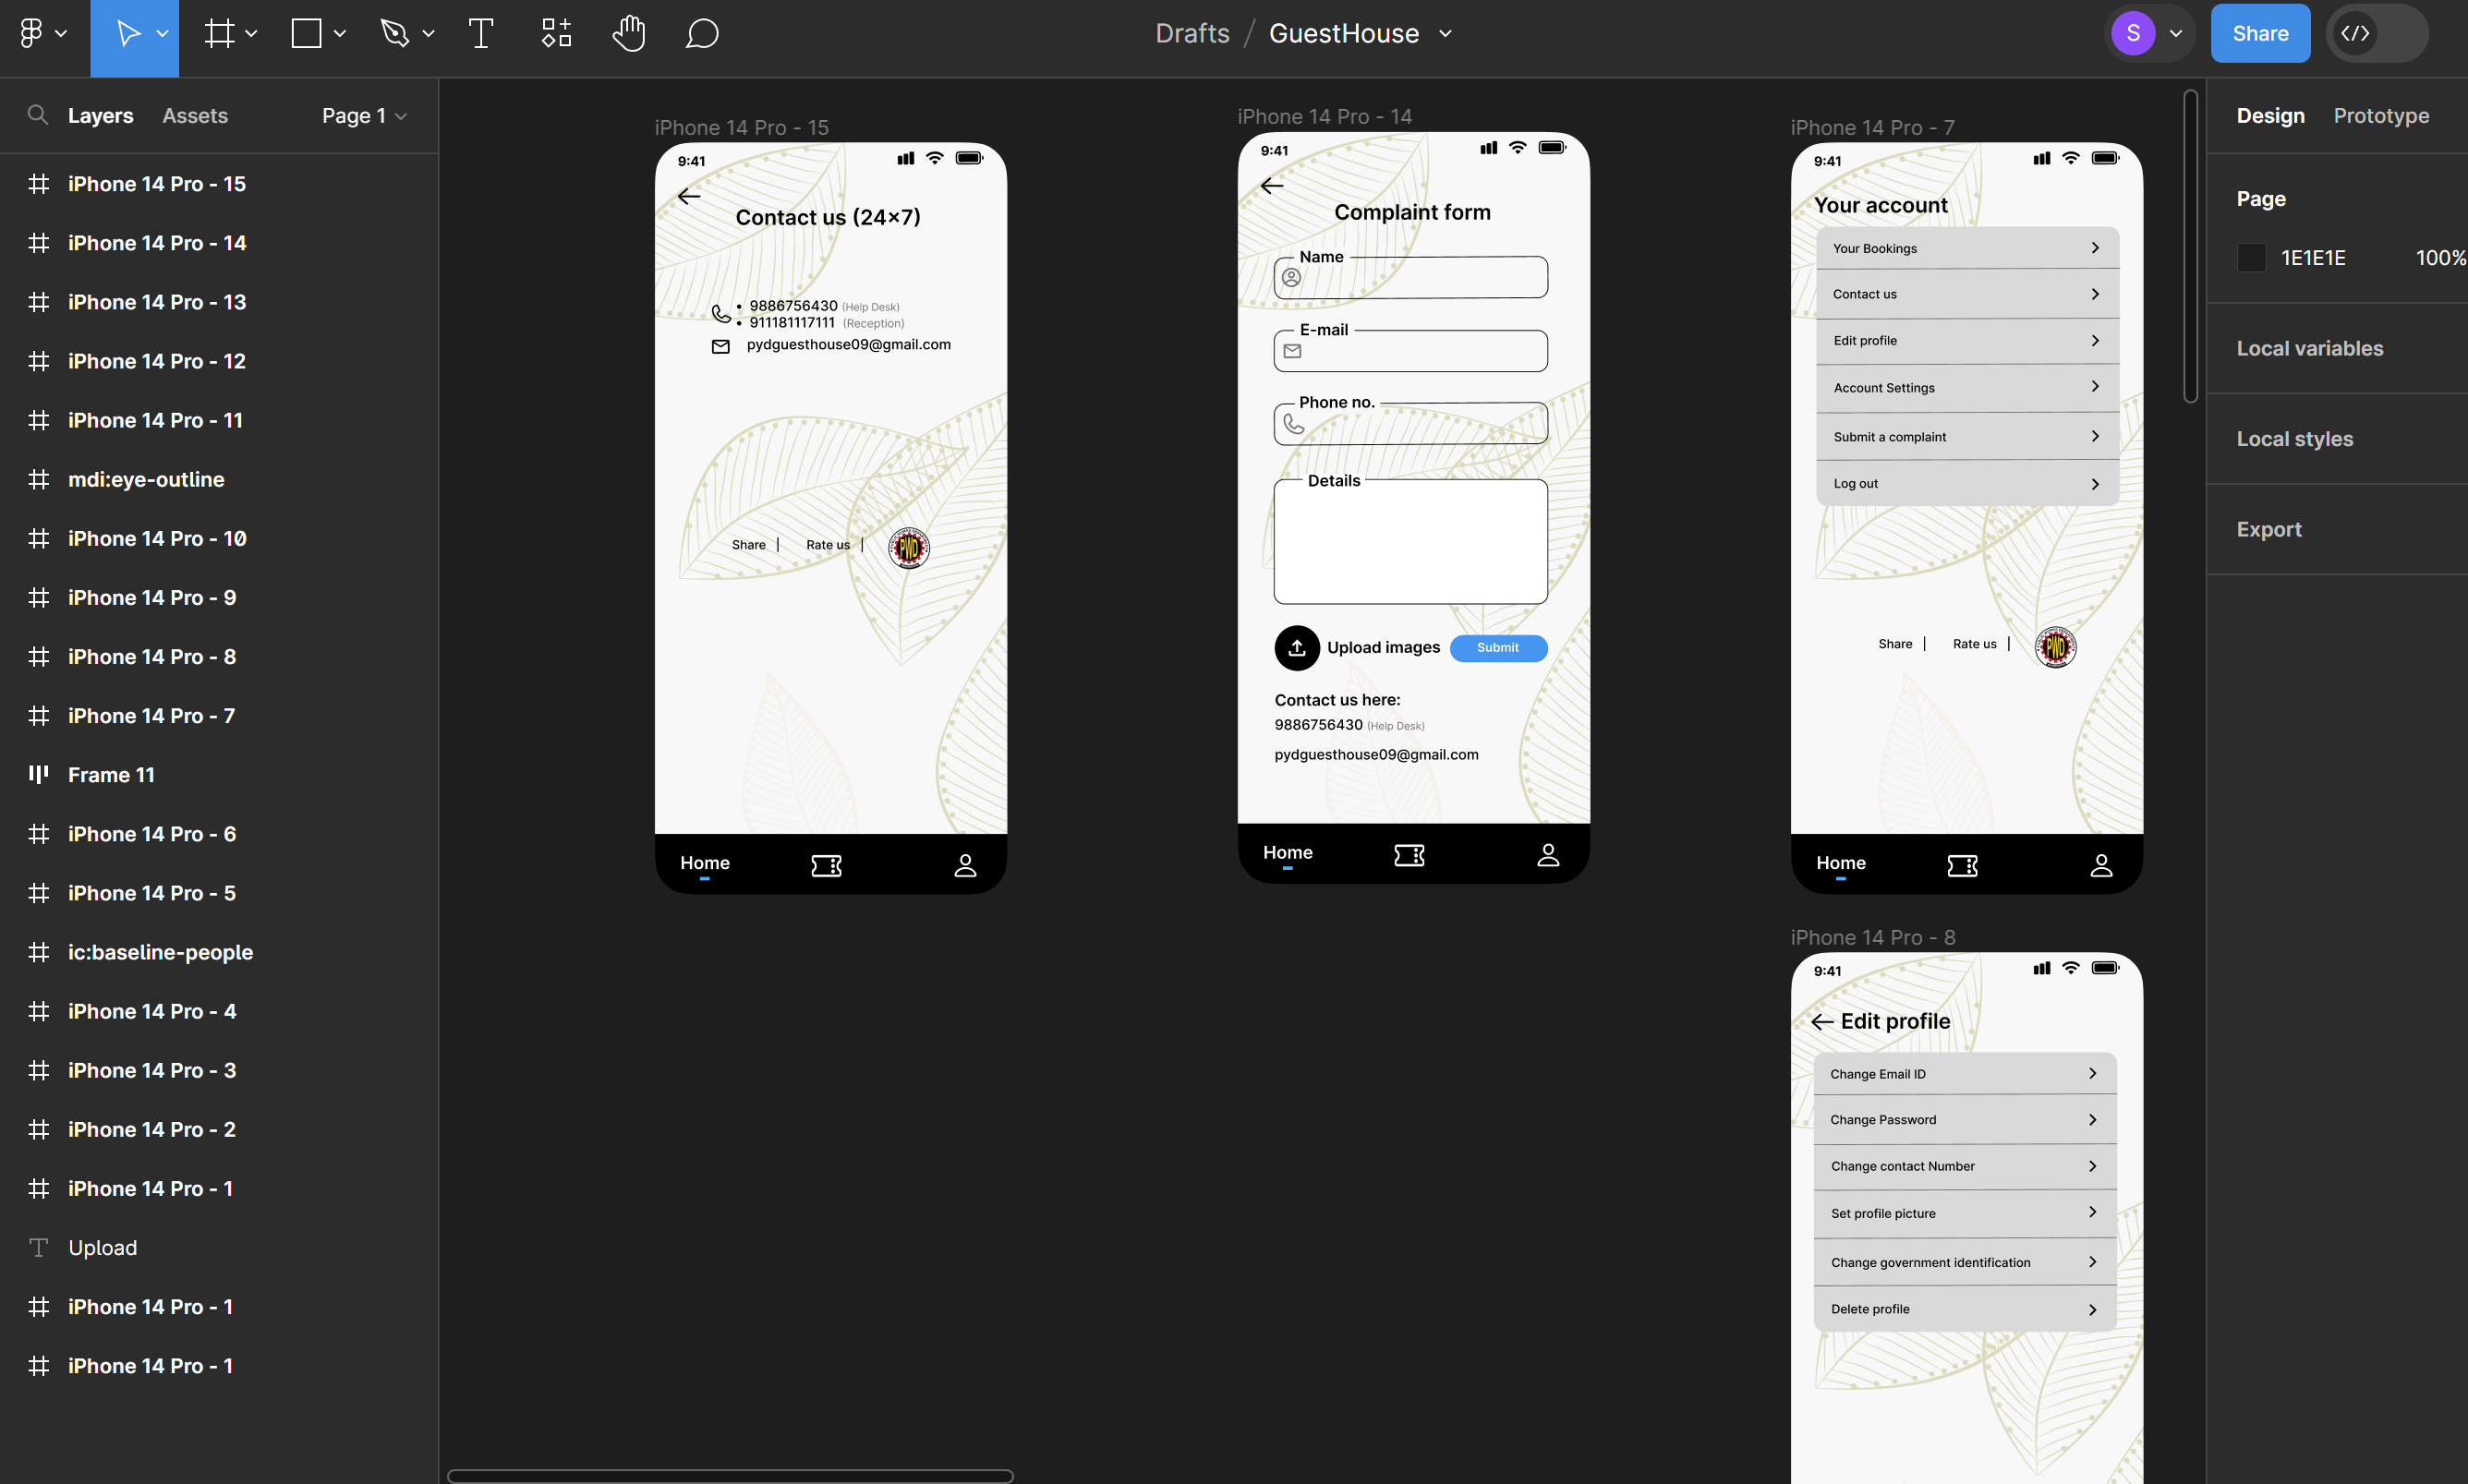 Drafts / GuestHouse
S
Share
Layers
Assets
Page 1
iPhone 14 Pro - 15
iPhone 14 Pro - 14
iPhone 14 Pro - 13
iPhone 14 Pro - 12
iPhone 14 Pro - 11
mdi:eye-outline
iPhone 14 Pro - 10
iPhone 14 Pro - 9
iPhone 14 Pro - 8
iPhone 14 Pro - 7
Frame 11
iPhone 14 Pro - 6
iPhone 14 Pro - 5
ic:baseline-people
iPhone 14 Pro - 4
iPhone 14 Pro - 3
iPhone 14 Pro - 2
iPhone 14 Pro - 1
Upload
iPhone 14 Pro - 1
iPhone 14 Pro - 1
iPhone 14 Pro - 15
9:41
Contact us (24×7)
• 9886756430 (Help Desk)
• 911181117111 (Reception)
pydguesthouse09@gmail.com
Share |
Rate us |
PWD
Home
iPhone 14 Pro - 14
9:41
Complaint form
Name
E-mail
Phone no.
Details
Upload images
Submit
Contact us here:
9886756430 (Help Desk)
pydguesthouse09@gmail.com
Home
iPhone 14 Pro - 7
9:41
Your account
Your Bookings
Contact us
Edit profile
Account Settings
Submit a complaint
Log out
Share |
Rate us |
PWD
Home
iPhone 14 Pro - 8
9:41
Edit profile
Change Email ID
Change Password
Change contact Number
Set profile picture
Change government identification
Delete profile
Design
Prototype
Page
1E1E1E
100%
Local variables
Local styles
Export